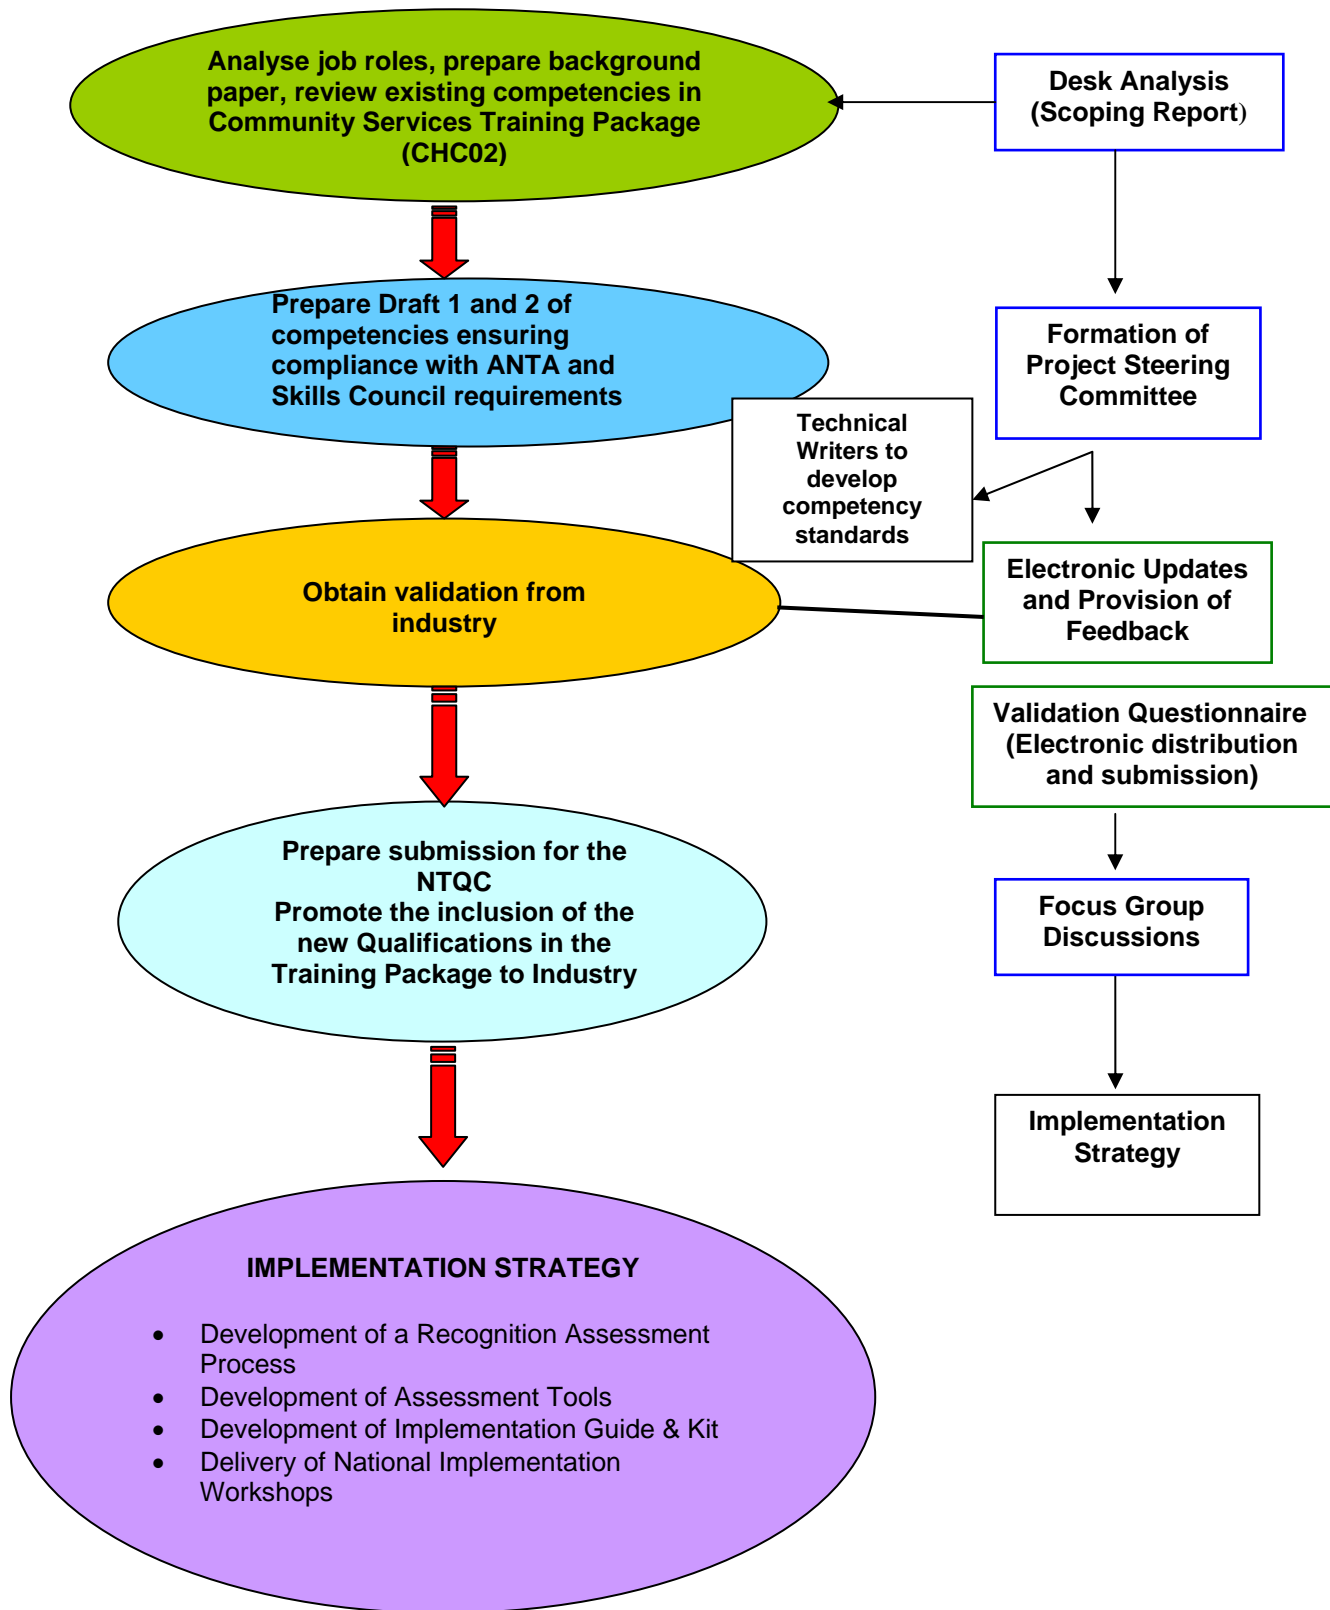 Analyse job roles, prepare background
paper, review existing competencies in
Community Services Training Package
(CHC02)
Desk Analysis
(Scoping Report)
Prepare Draft 1 and 2 of
competencies ensuring
compliance with ANTA and
Skills Council requirements
Formation of
Project Steering
Committee
Technical
Writers to
develop
competency
standards
Obtain validation from
industry
Electronic Updates
and Provision of
Feedback
Validation Questionnaire
(Electronic distribution
and submission)
Prepare submission for the
NTQC
Promote the inclusion of the
new Qualifications in the
Training Package to Industry
Focus Group
Discussions
Implementation
Strategy
IMPLEMENTATION STRATEGY
• Development of a Recognition Assessment
Process
• Development of Assessment Tools
• Development of Implementation Guide & Kit
• Delivery of National Implementation
Workshops